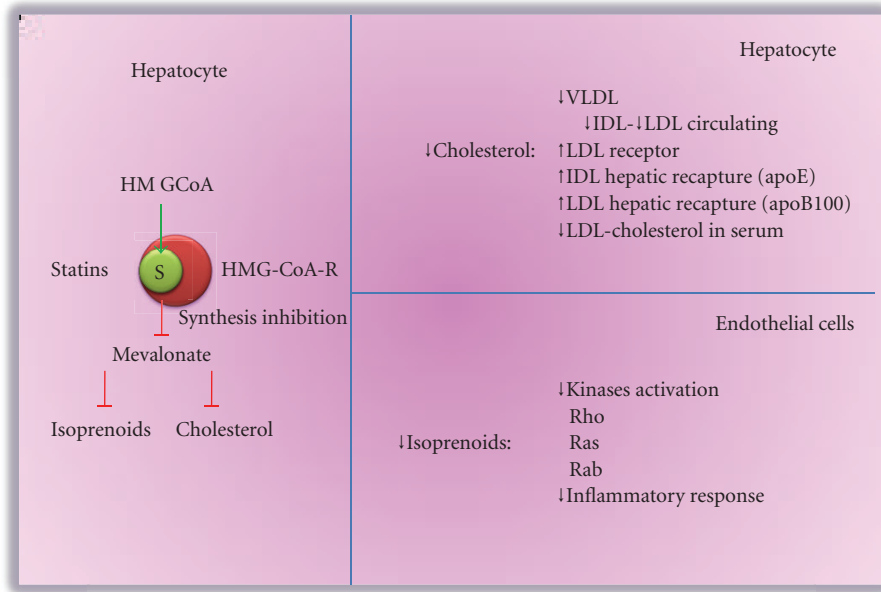 Hepatocyte
HM GCoA
Statins
S
HMG-CoA-R
Synthesis inhibition
Mevalonate
Isoprenoids
Cholesterol
Hepatocyte
↓VLDL
↓IDL-↓LDL circulating
↓Cholesterol: ↑LDL receptor
↑IDL hepatic recapture (apoE)
↑LDL hepatic recapture (apoB100)
↓LDL-cholesterol in serum
Endothelial cells
↓Kinases activation
Rho
↓Isoprenoids: Ras
Rab
↓Inflammatory response